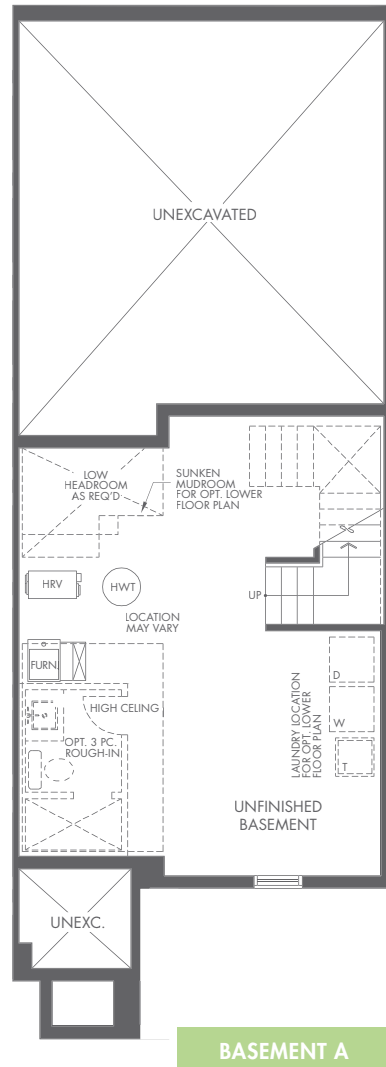 UNEXCAVATED
LOW
HEADROOM
AS REQ'D
SUNKEN
MUDROOM
FOR OPT. LOWER
FLOOR PLAN
HRV
HWT
LOCATION
MAY VARY
UP
FURN.
HIGH CELING
OPT. 3 PC.
ROUGH-IN
LAUNDRY LOCATION
FOR OPT. LOWER
FLOOR PLAN
D
W
T
UNFINISHED
BASEMENT
UNEXC.
BASEMENT A